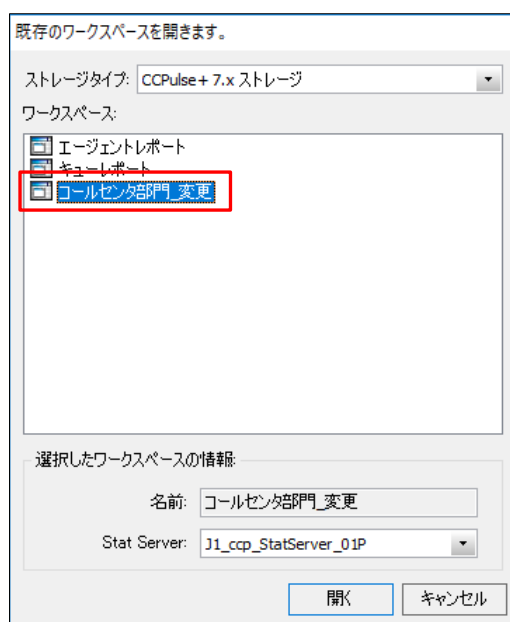 既存のワークスペースを開きます。
ストレージタイプ: CCPulse+ 7.x ストレージ
ワークスペース:
エージェントレポート
キューレポート
コールセンタ部門_変更
選択したワークスペースの情報:
名前: コールセンタ部門_変更
Stat Server: J1_ccp_StatServer_01P
開く キャンセル